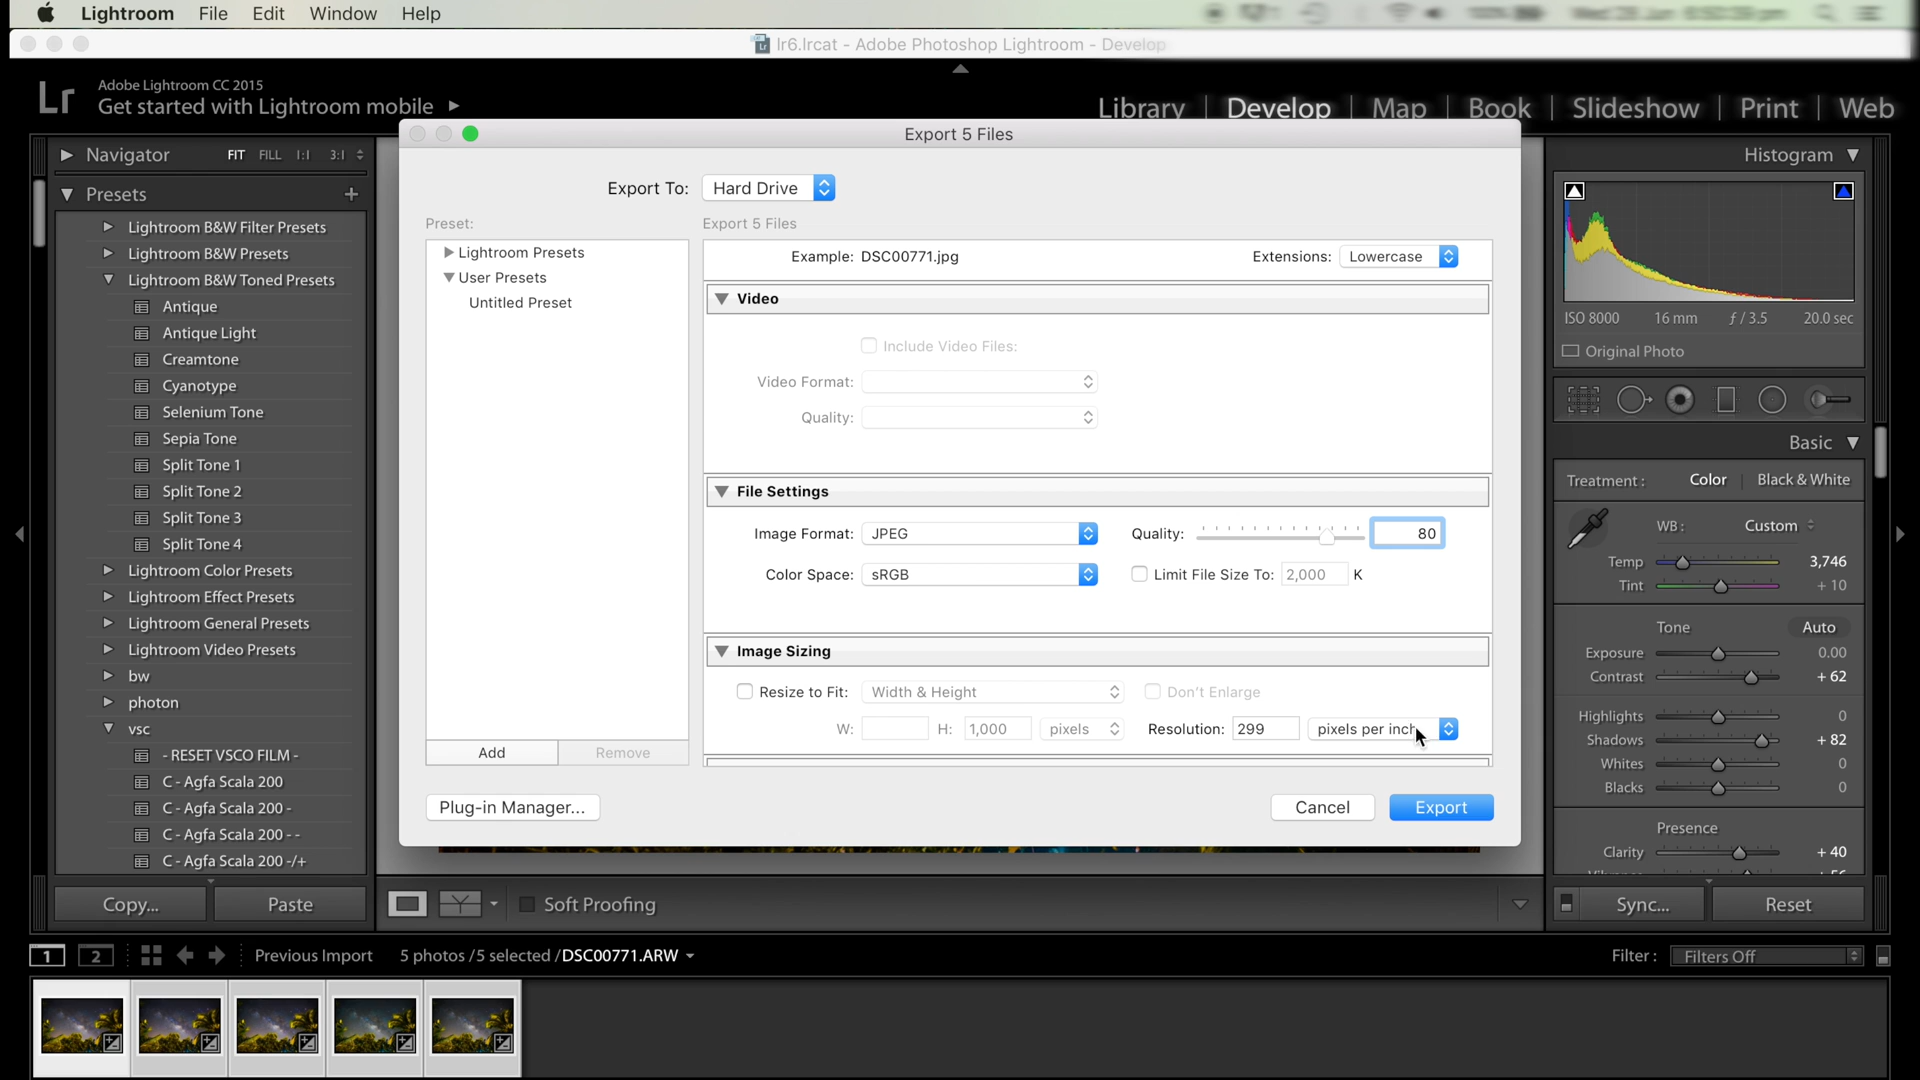 Lightroom File Edit Window Help
lr6.lrcat - Adobe Photoshop Lightroom - Develop
Lr
Adobe Lightroom CC 2015
Get started with Lightroom mobile
Library Develop Map Book Slideshow Print Web
Export 5 Files
Navigator FIT FILL 1:1 3:1
Presets +
Lightroom B&W Filter Presets
Lightroom B&W Presets
Lightroom B&W Toned Presets
Antique
Antique Light
Creamtone
Cyanotype
Selenium Tone
Sepia Tone
Split Tone 1
Split Tone 2
Split Tone 3
Split Tone 4
Lightroom Color Presets
Lightroom Effect Presets
Lightroom General Presets
Lightroom Video Presets
bw
photon
vsc
- RESET VSCO FILM -
C - Agfa Scala 200
C - Agfa Scala 200 -
C - Agfa Scala 200 - -
C - Agfa Scala 200 -/+
Copy... Paste
Export To: Hard Drive
Preset:
Lightroom Presets
User Presets
Untitled Preset
Add Remove
Plug-in Manager...
Export 5 Files
Example: DSC00771.jpg Extensions: Lowercase
Video
Include Video Files:
Video Format:
Quality:
File Settings
Image Format: JPEG Quality: 80
Color Space: sRGB Limit File Size To: 2,000 K
Image Sizing
Resize to Fit: Width & Height Don't Enlarge
W: H: 1,000 pixels Resolution: 299 pixels per inch
Cancel Export
Histogram
ISO 8000 16 mm ƒ / 3.5 20.0 sec
Original Photo
Basic
Treatment : Color Black & White
WB : Custom
Temp 3,746
Tint + 10
Tone Auto
Exposure 0.00
Contrast + 62
Highlights 0
Shadows + 82
Whites 0
Blacks 0
Presence
Clarity + 40
Sync... Reset
Soft Proofing
1 2 Previous Import 5 photos / 5 selected / DSC00771.ARW
Filter : Filters Off